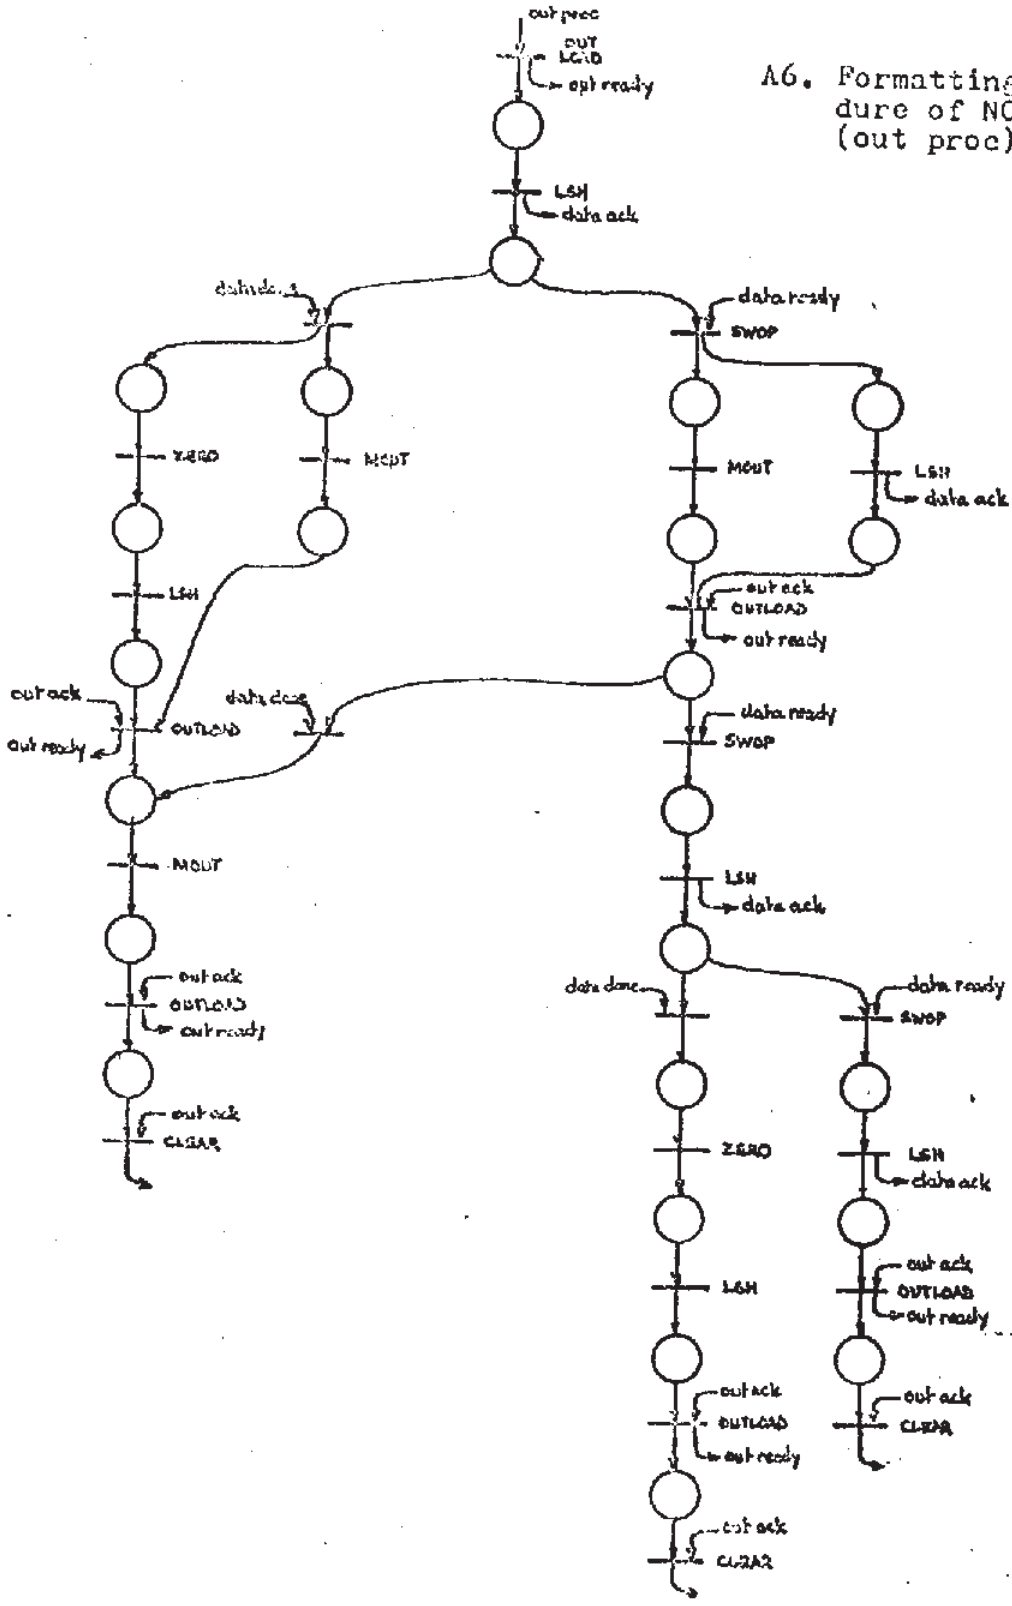 out proc
OUT
LOAD
out ready
A6. Formatting
dure of NO
(out proc)
LSH
data ack
data done
data ready
SWOP
ZERO
MOUT
MOUT
LSH
data ack
LSH
out ack
OUTLOAD
out ready
out ack
data done
data ready
OUTLOAD
out ready
SWOP
MOUT
LSH
data ack
out ack
OUTLOAD
out ready
data done
data ready
SWOP
out ack
CLEAR
ZERO
LSH
data ack
LSH
out ack
OUTLOAD
out ready
out ack
OUTLOAD
out ready
out ack
CLEAR
out ack
CLEAR